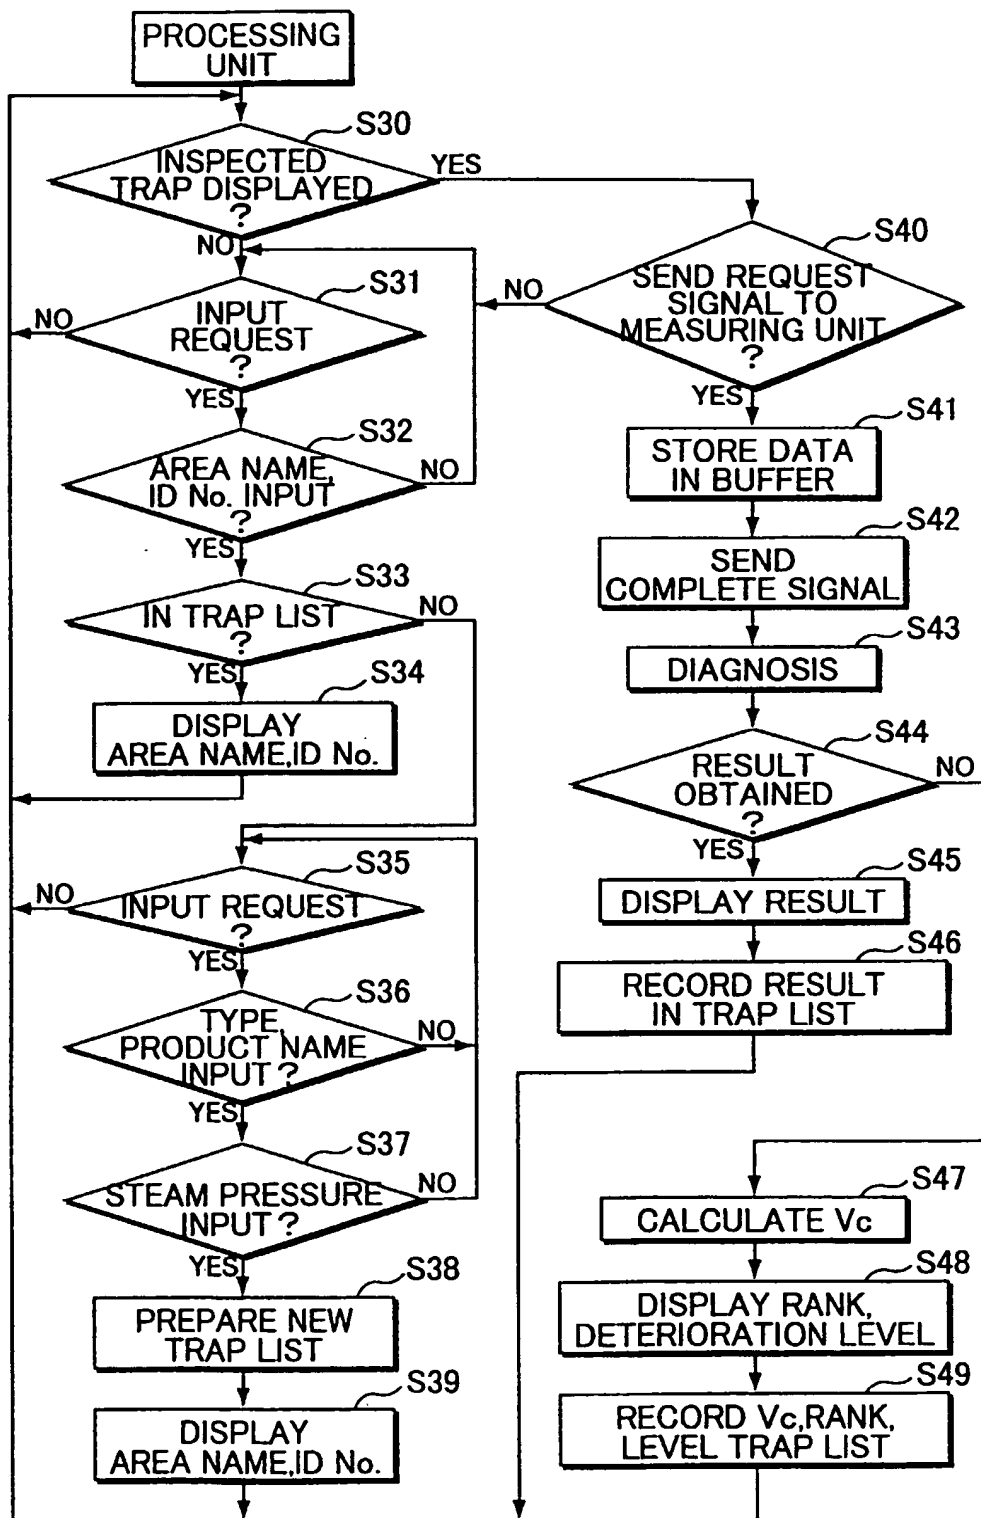 PROCESSING
UNIT
S30
INSPECTED
TRAP DISPLAYED
?
YES
NO
S31
INPUT
REQUEST
?
NO
YES
S32
AREA NAME,
ID No. INPUT
?
NO
YES
S33
IN TRAP LIST
?
NO
YES
S34
DISPLAY
AREA NAME,ID No.
S35
INPUT REQUEST
?
NO
YES
S36
TYPE,
PRODUCT NAME
INPUT ?
NO
YES
S37
STEAM PRESSURE
INPUT ?
NO
YES
S38
PREPARE NEW
TRAP LIST
S39
DISPLAY
AREA NAME,ID No.
S40
SEND REQUEST
SIGNAL TO
MEASURING UNIT
?
NO
YES
S41
STORE DATA
IN BUFFER
S42
SEND
COMPLETE SIGNAL
S43
DIAGNOSIS
S44
RESULT
OBTAINED
?
NO
YES
S45
DISPLAY RESULT
S46
RECORD RESULT
IN TRAP LIST
S47
CALCULATE Vc
S48
DISPLAY RANK,
DETERIORATION LEVEL
S49
RECORD Vc,RANK,
LEVEL TRAP LIST